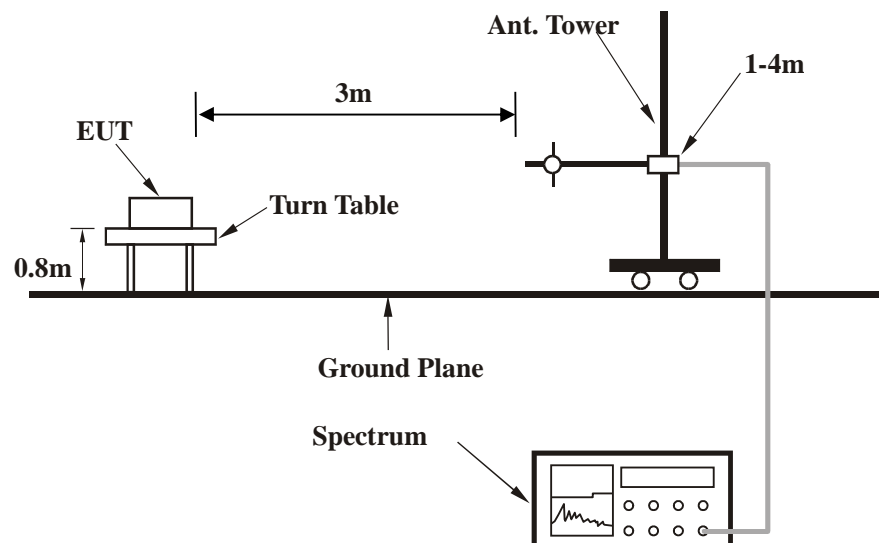 Ant. Tower
1-4m
3m
EUT
Turn Table
0.8m
Ground Plane
Spectrum